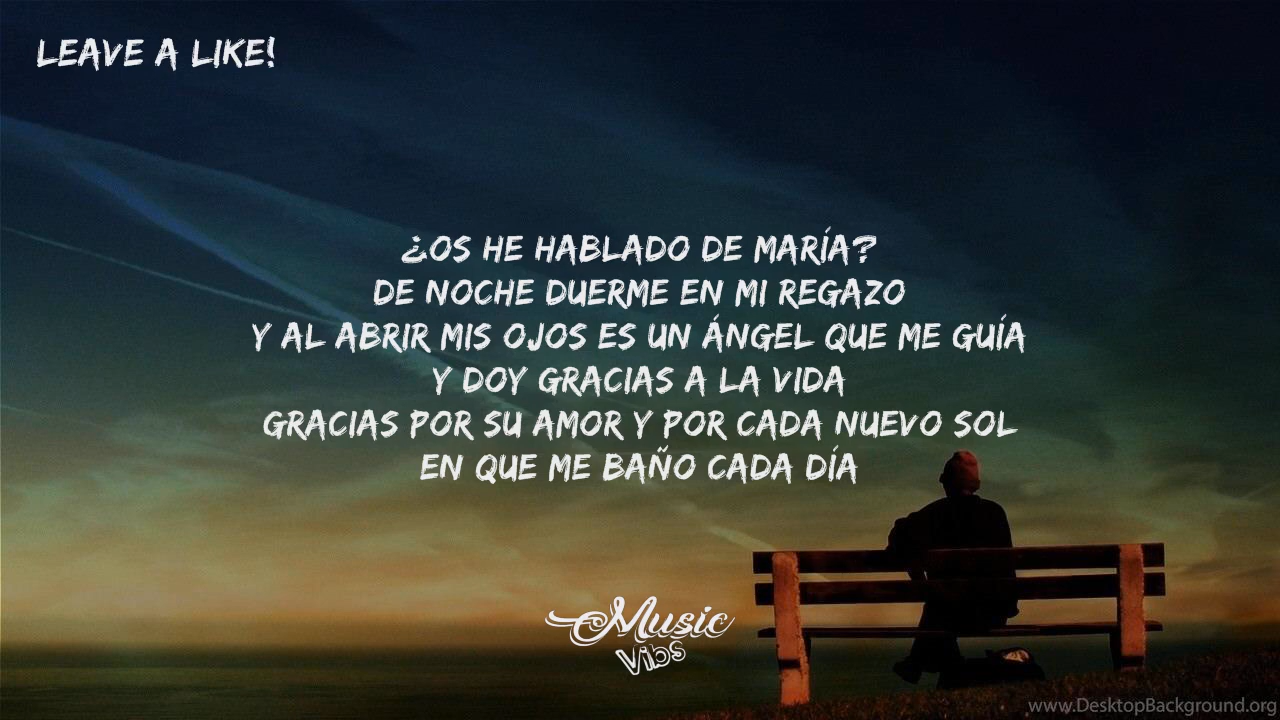 LEAVE A LIKE!
¿OS HE HABLADO DE MARÍA?
DE NOCHE DUERME EN MI REGAZO
Y AL ABRIR MIS OJOS ES UN ÁNGEL QUE ME GUÍA
Y DOY GRACIAS A LA VIDA
GRACIAS POR SU AMOR Y POR CADA NUEVO SOL
EN QUE ME BAÑO CADA DÍA
Music
Vibs
www.DesktopBackground.org